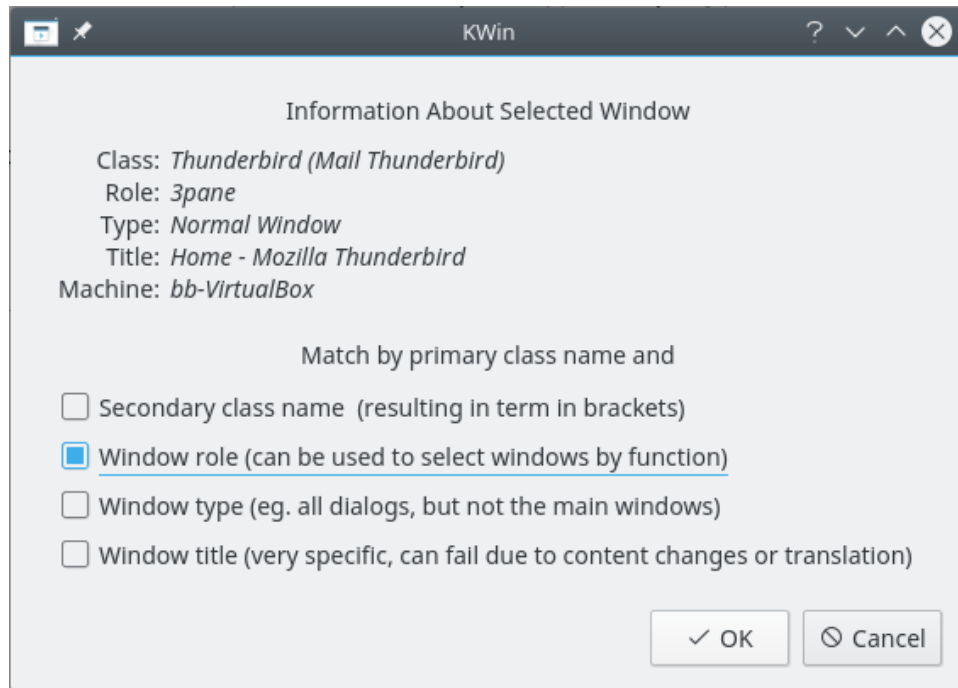 KWin
Information About Selected Window
Class: Thunderbird (Mail Thunderbird)
Role: 3pane
Type: Normal Window
Title: Home - Mozilla Thunderbird
Machine: bb-VirtualBox
Match by primary class name and
Secondary class name  (resulting in term in brackets)
Window role (can be used to select windows by function)
Window type (eg. all dialogs, but not the main windows)
Window title (very specific, can fail due to content changes or translation)
OK Cancel